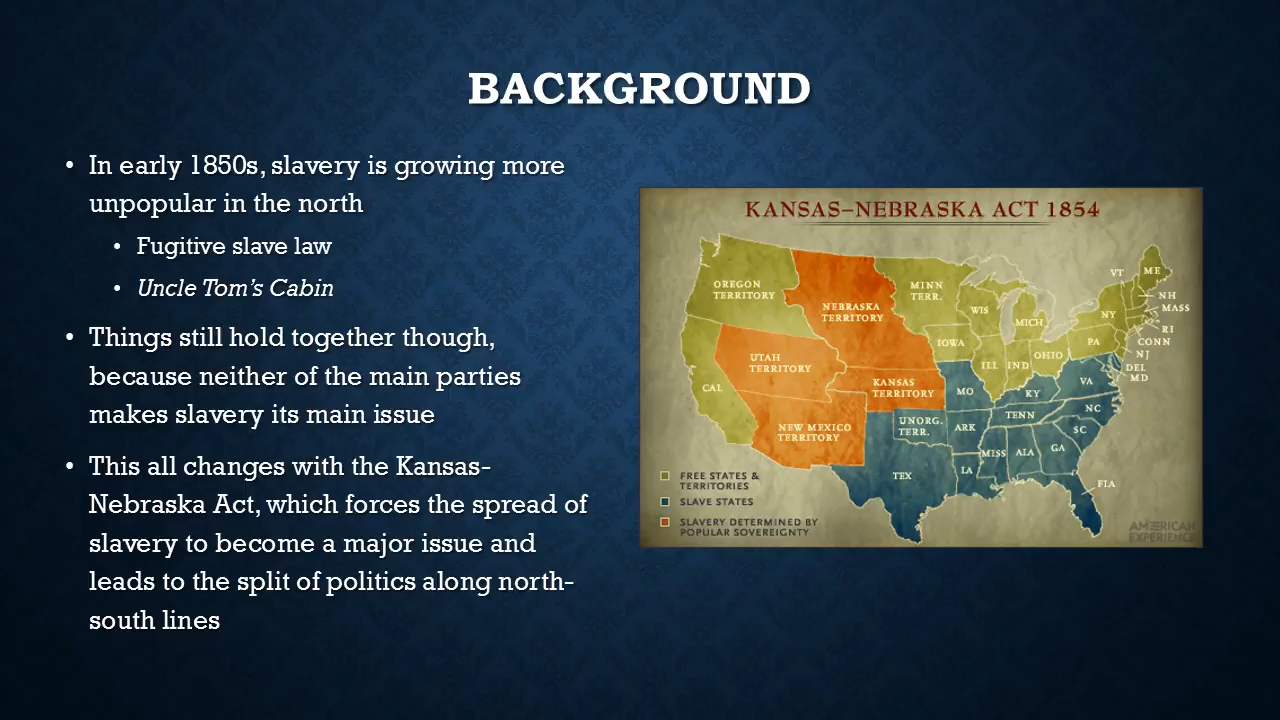 BACKGROUND
• In early 1850s, slavery is growing more
unpopular in the north
• Fugitive slave law
• Uncle Tom's Cabin
• Things still hold together though,
because neither of the main parties
makes slavery its main issue
• This all changes with the Kansas-
Nebraska Act, which forces the spread of
slavery to become a major issue and
leads to the split of politics along north-
south lines
KANSAS–NEBRASKA ACT 1854
OREGON
TERRITORY
NEBRASKA
TERRITORY
MINN
TERR.
WIS
MICH
VT
ME
NH
MASS
NY
RI
CONN
NJ
PA
DEL
MD
IOWA
ILL
IND
OHIO
UTAH
TERRITORY
CAL
KANSAS
TERRITORY
MO
KY
VA
NEW MEXICO
TERRITORY
UNORG.
TERR.
ARK
TENN
NC
SC
MISS
ALA
GA
TEX
LA
FLA
FREE STATES &
TERRITORIES
SLAVE STATES
SLAVERY DETERMINED BY
POPULAR SOVEREIGNTY
AMERICAN
EXPERIENCE